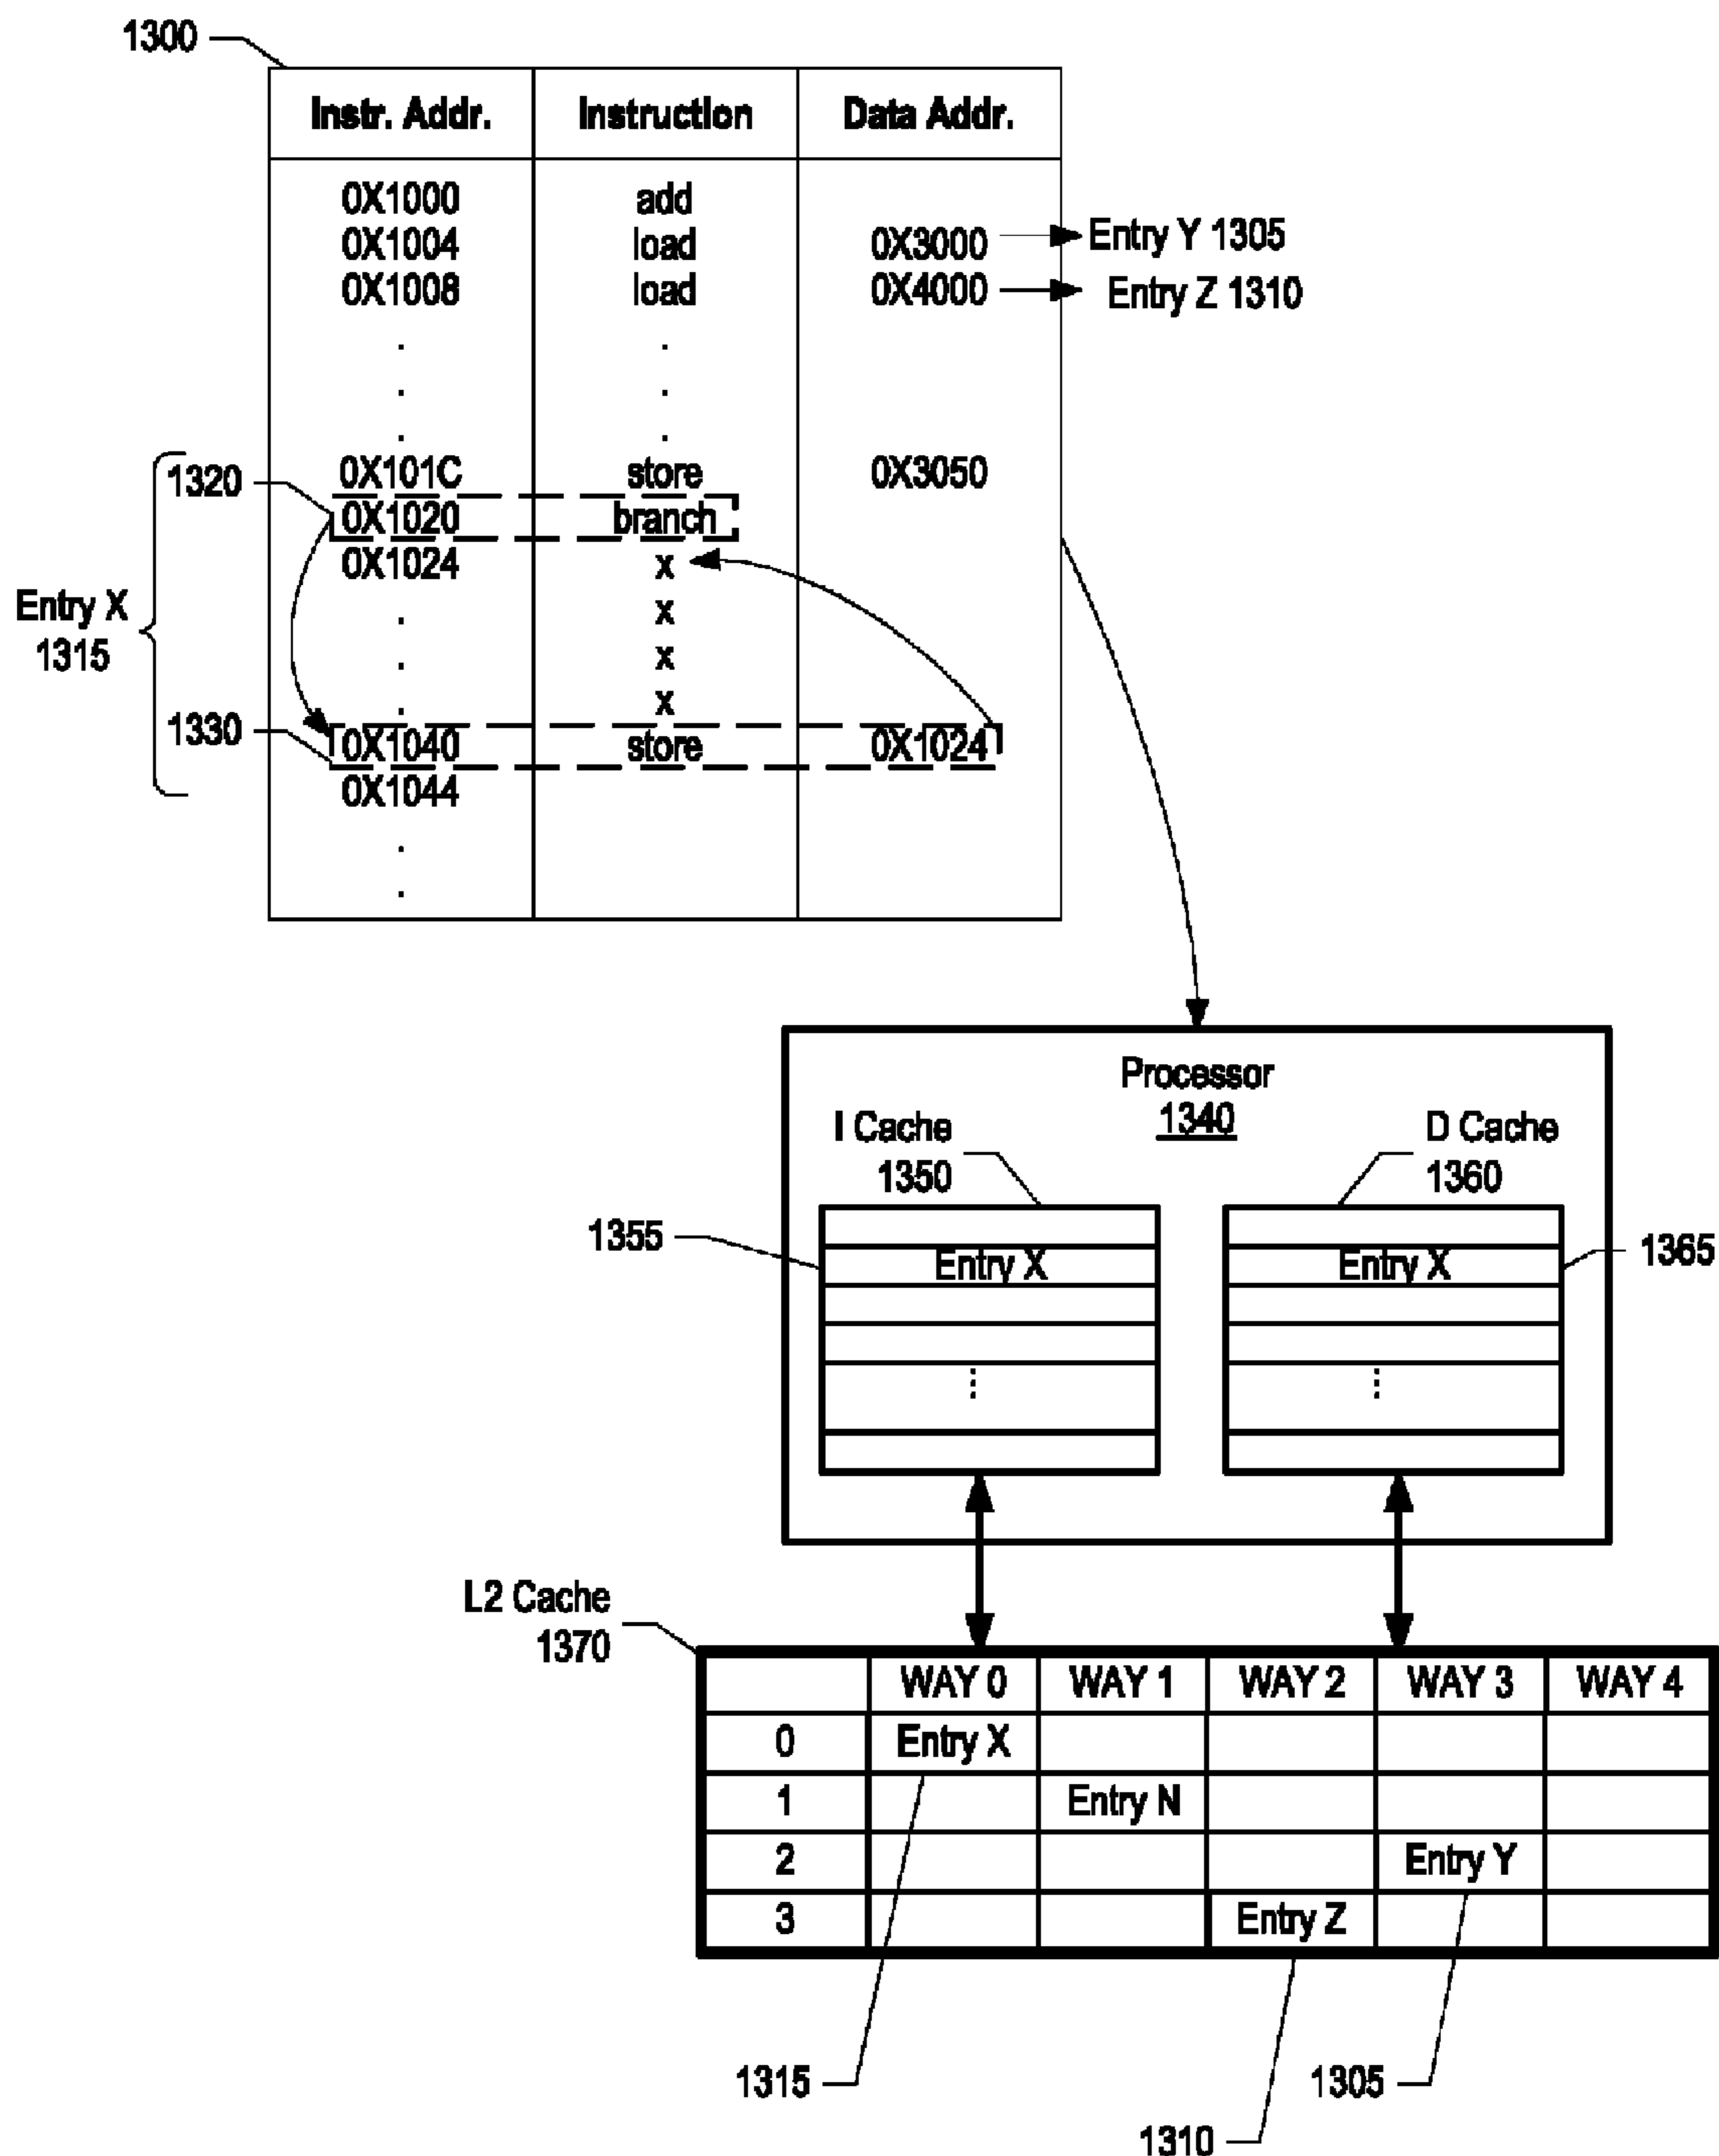 1300
Instr. Addr. Instruction Data Addr.
0X1000 add
0X1004 load 0X3000 Entry Y 1305
0X1008 load 0X4000 Entry Z 1310
. . 
. .
. .
1320 0X101C store 0X3050
0X1020 branch
0X1024 x
Entry X
1315
. x
. x
. x
1330 0X1040 store 0X1024
0X1044
.
.
Processor
1340
I Cache
1350
D Cache
1360
1355 Entry X Entry X 1365
⋮ ⋮
L2 Cache
1370
WAY 0 WAY 1 WAY 2 WAY 3 WAY 4
0 Entry X
1 Entry N
2 Entry Y
3 Entry Z
1315 1305
1310